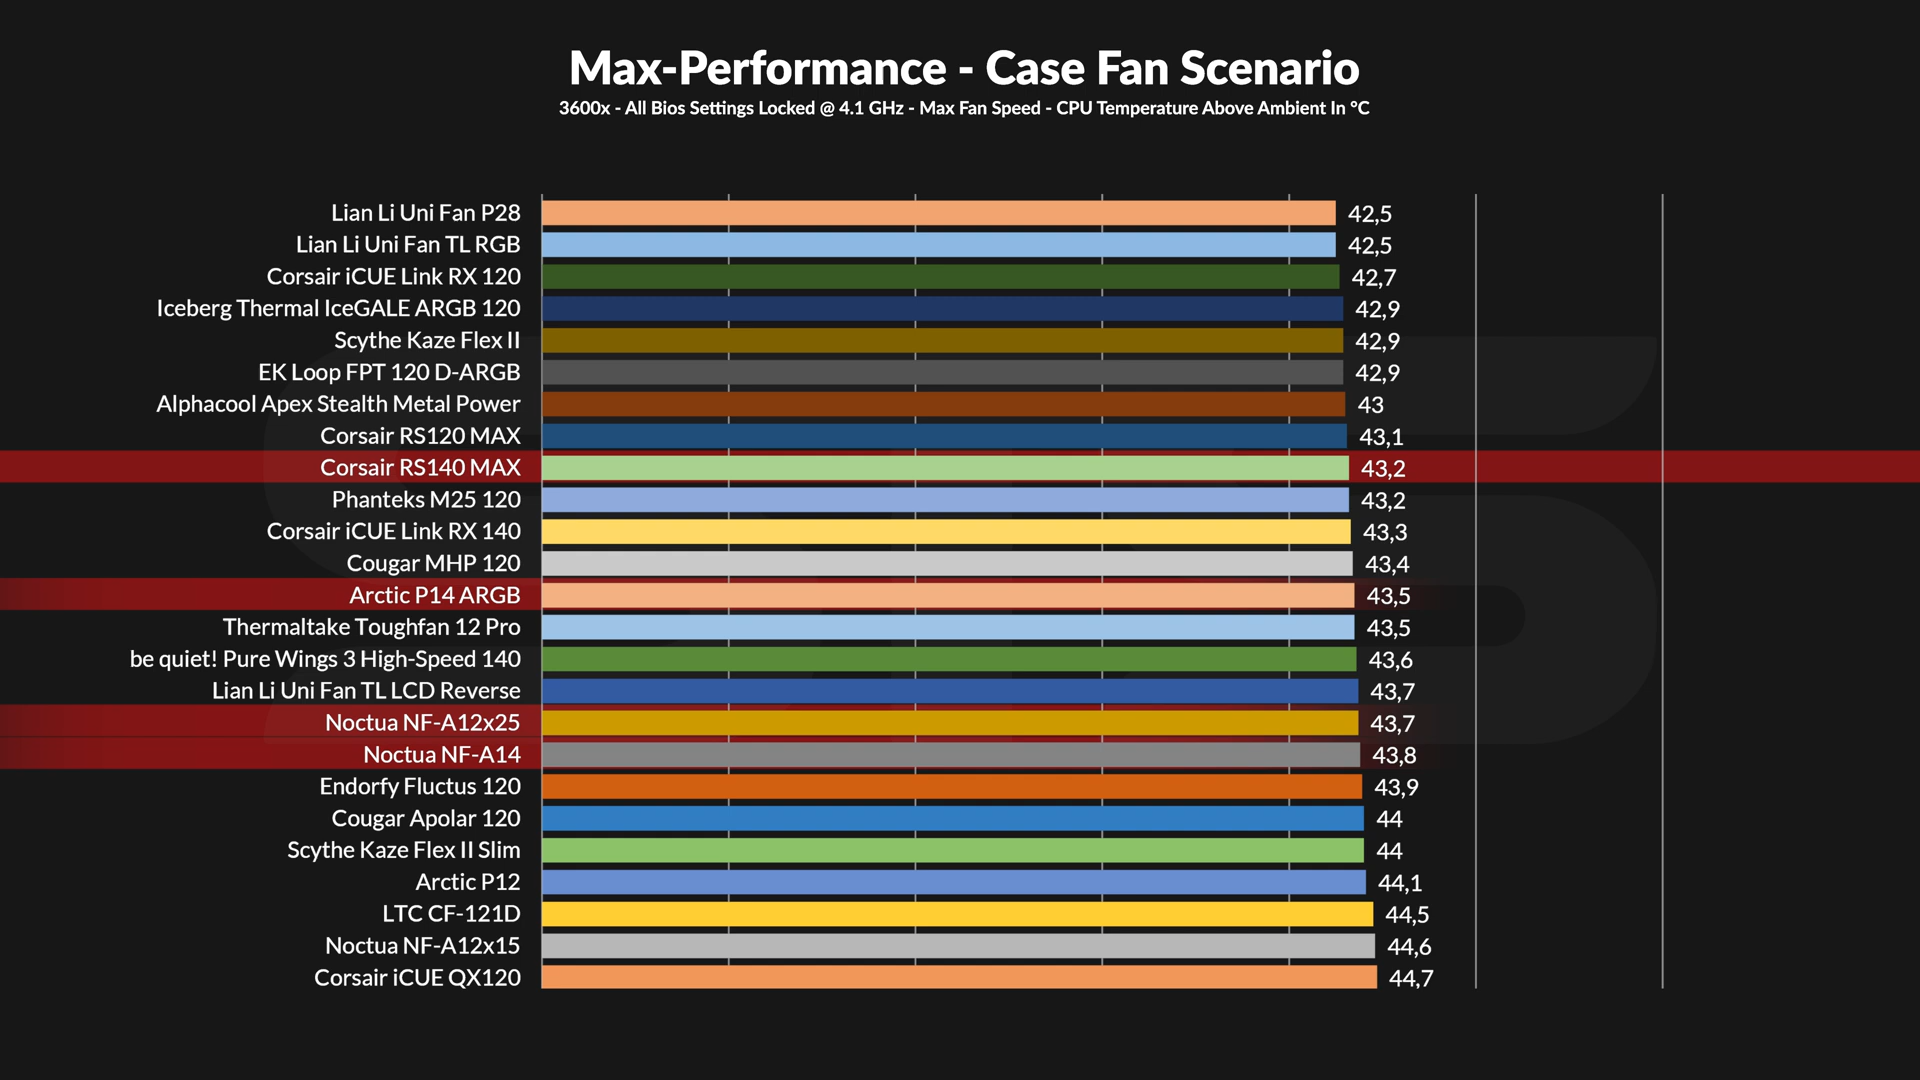 Max-Performance - Case Fan Scenario
3600x - All Bios Settings Locked @ 4.1 GHz - Max Fan Speed - CPU Temperature Above Ambient In °C
Lian Li Uni Fan P28 42,5
Lian Li Uni Fan TL RGB 42,5
Corsair iCUE Link RX 120 42,7
Iceberg Thermal IceGALE ARGB 120 42,9
Scythe Kaze Flex II 42,9
EK Loop FPT 120 D-ARGB 42,9
Alphacool Apex Stealth Metal Power 43
Corsair RS120 MAX 43,1
Corsair RS140 MAX 43,2
Phanteks M25 120 43,2
Corsair iCUE Link RX 140 43,3
Cougar MHP 120 43,4
Arctic P14 ARGB 43,5
Thermaltake Toughfan 12 Pro 43,5
be quiet! Pure Wings 3 High-Speed 140 43,6
Lian Li Uni Fan TL LCD Reverse 43,7
Noctua NF-A12x25 43,7
Noctua NF-A14 43,8
Endorfy Fluctus 120 43,9
Cougar Apolar 120 44
Scythe Kaze Flex II Slim 44
Arctic P12 44,1
LTC CF-121D 44,5
Noctua NF-A12x15 44,6
Corsair iCUE QX120 44,7